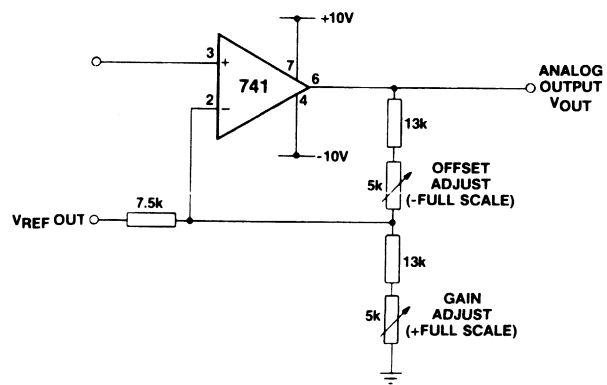 +10V
3
+
7
741
6
ANALOG
OUTPUT
VOUT
2
–
4
13k
-10V
OFFSET
ADJUST
(-FULL SCALE)
5k
7.5k
VREF OUT
13k
GAIN
ADJUST
(+FULL SCALE)
5k